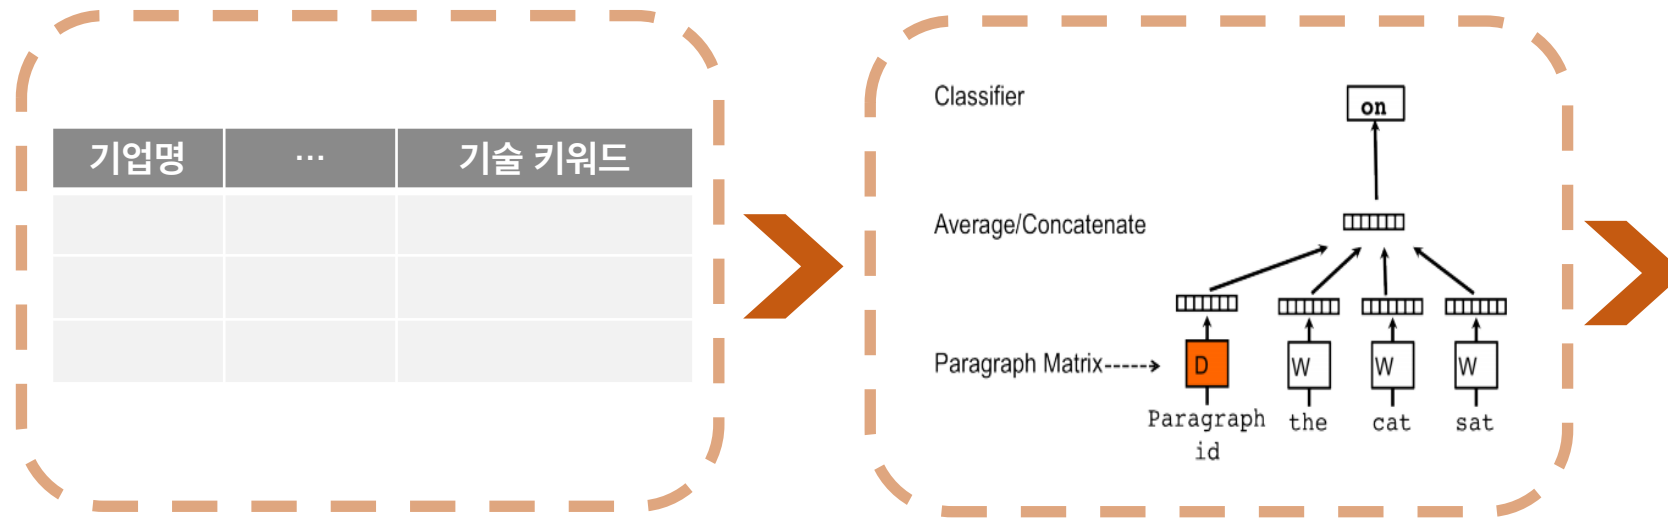 기업명 ... 기술 키워드
Classifier
on
Average/Concatenate
Paragraph Matrix
D W W W
Paragraph id the cat sat